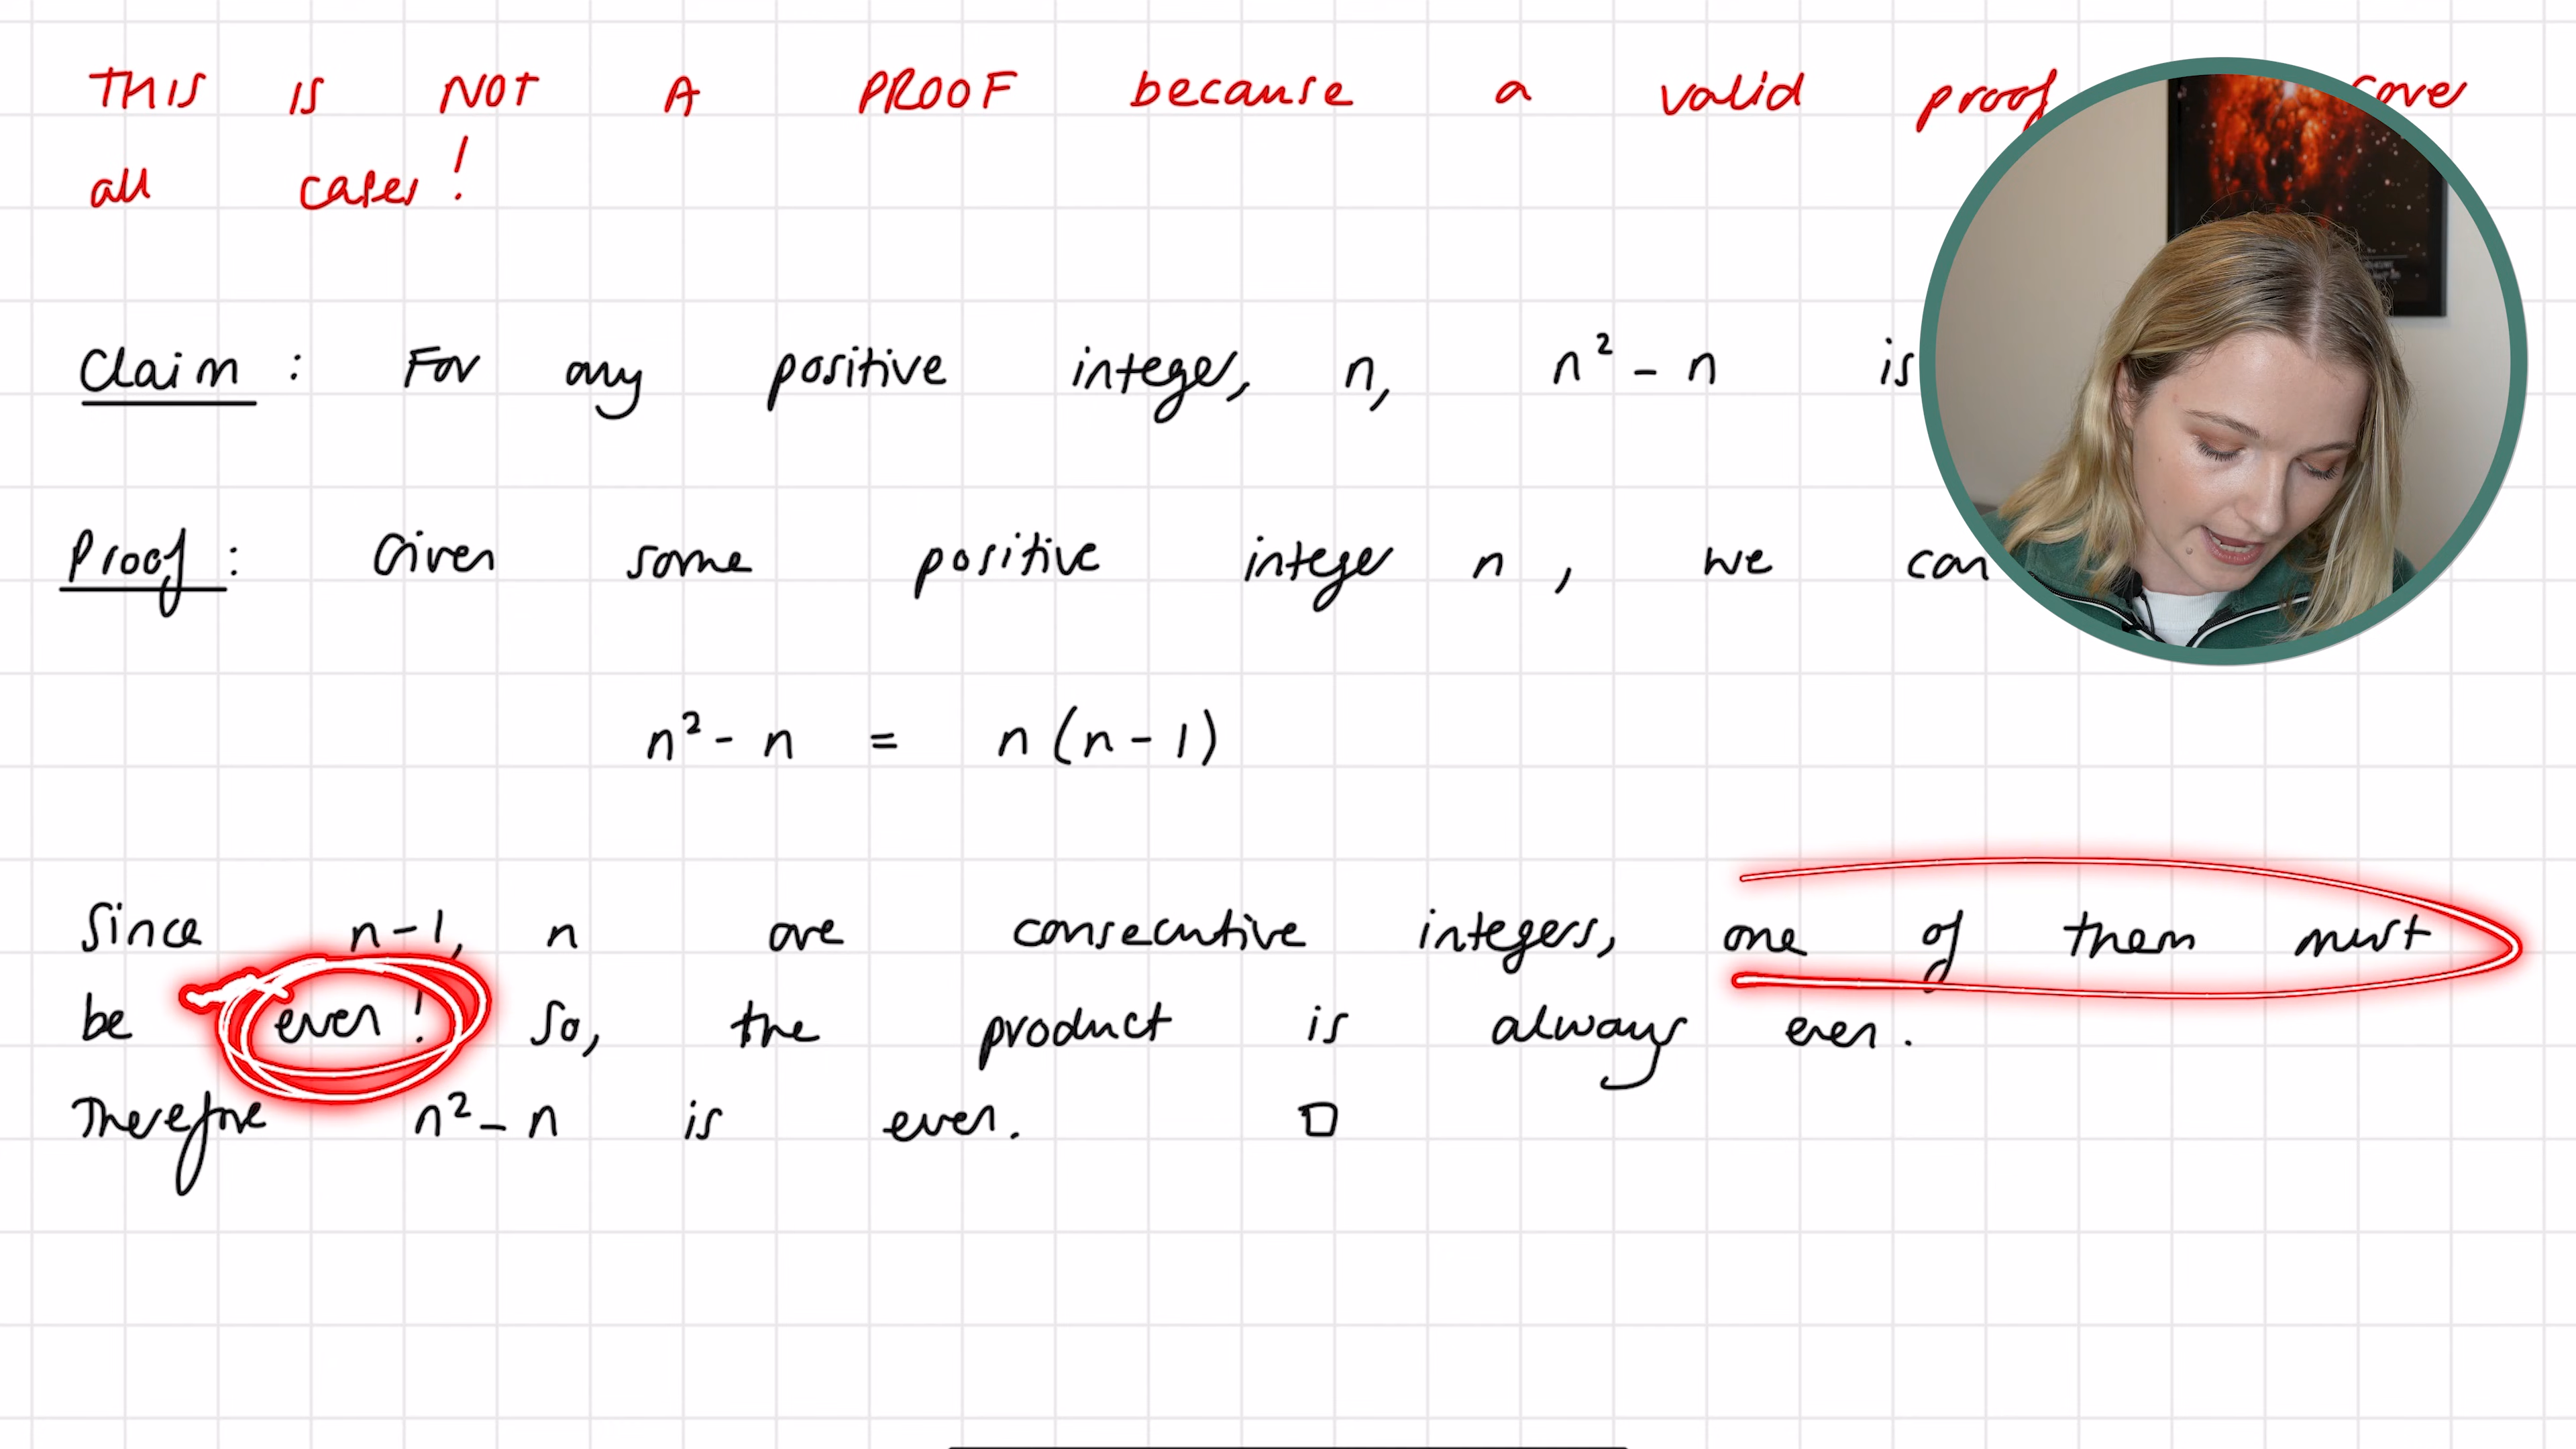 THIS IS NOT A PROOF because a valid proof cover
all cases!
Claim : For any positive integer, n, n² - n is
Proof : Given some positive integer n , we can
n² - n = n (n - 1)
Since n-1, n are consecutive integers, one of them must
be even! So, the product is always even.
Therefore n² - n is even. □